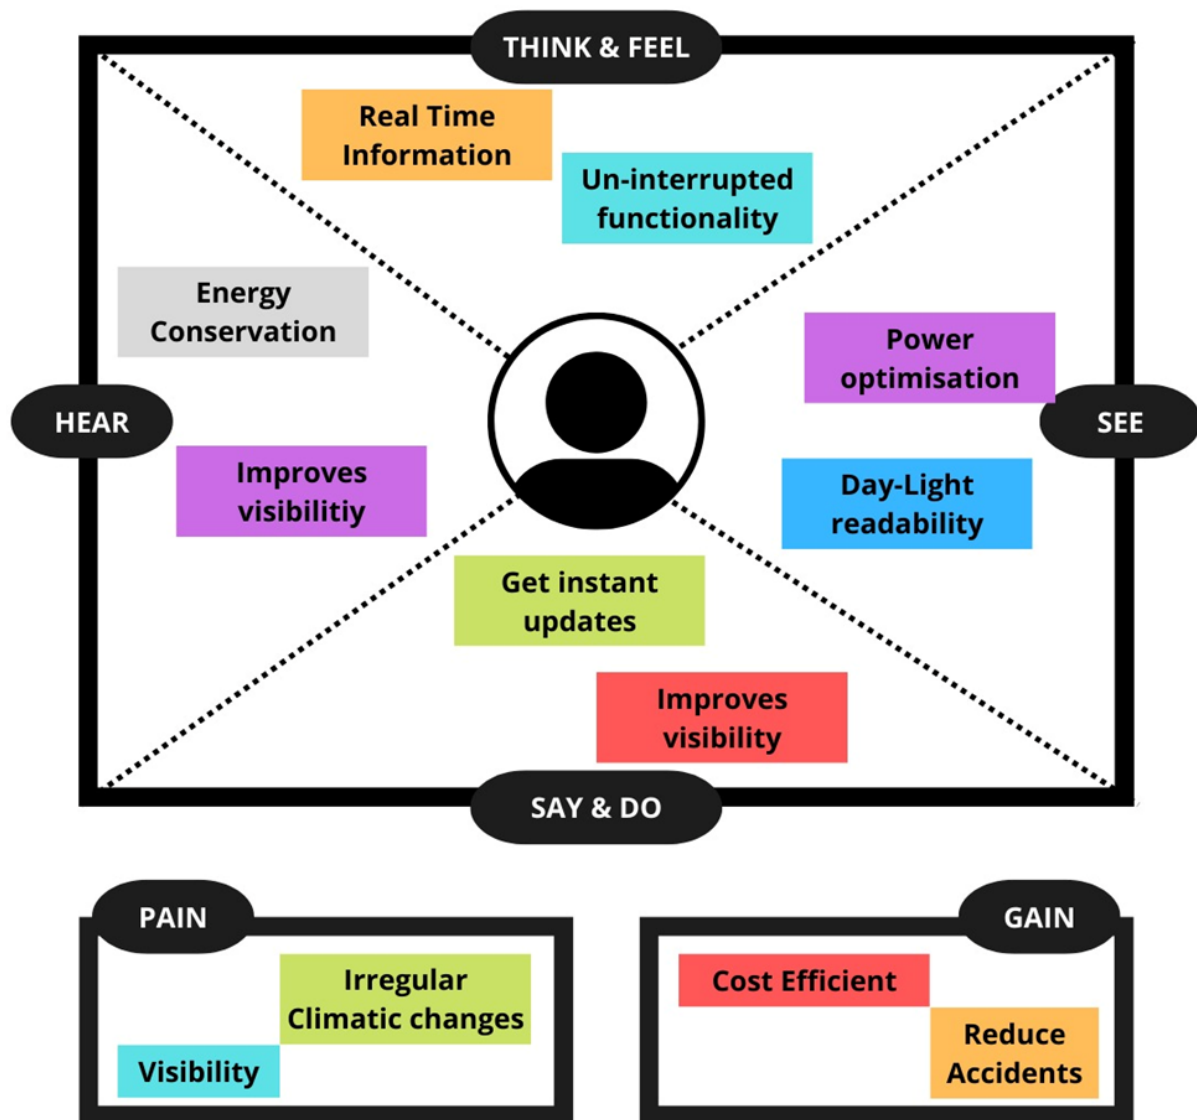 THINK & FEEL
Real Time
Information
Un-interrupted
functionality
Energy
Conservation
Power
optimisation
HEAR
SEE
Improves
visibilitiy
Day-Light
readability
Get instant
updates
Improves
visibility
SAY & DO
PAIN
Irregular
Climatic changes
Visibility
GAIN
Cost Efficient
Reduce
Accidents